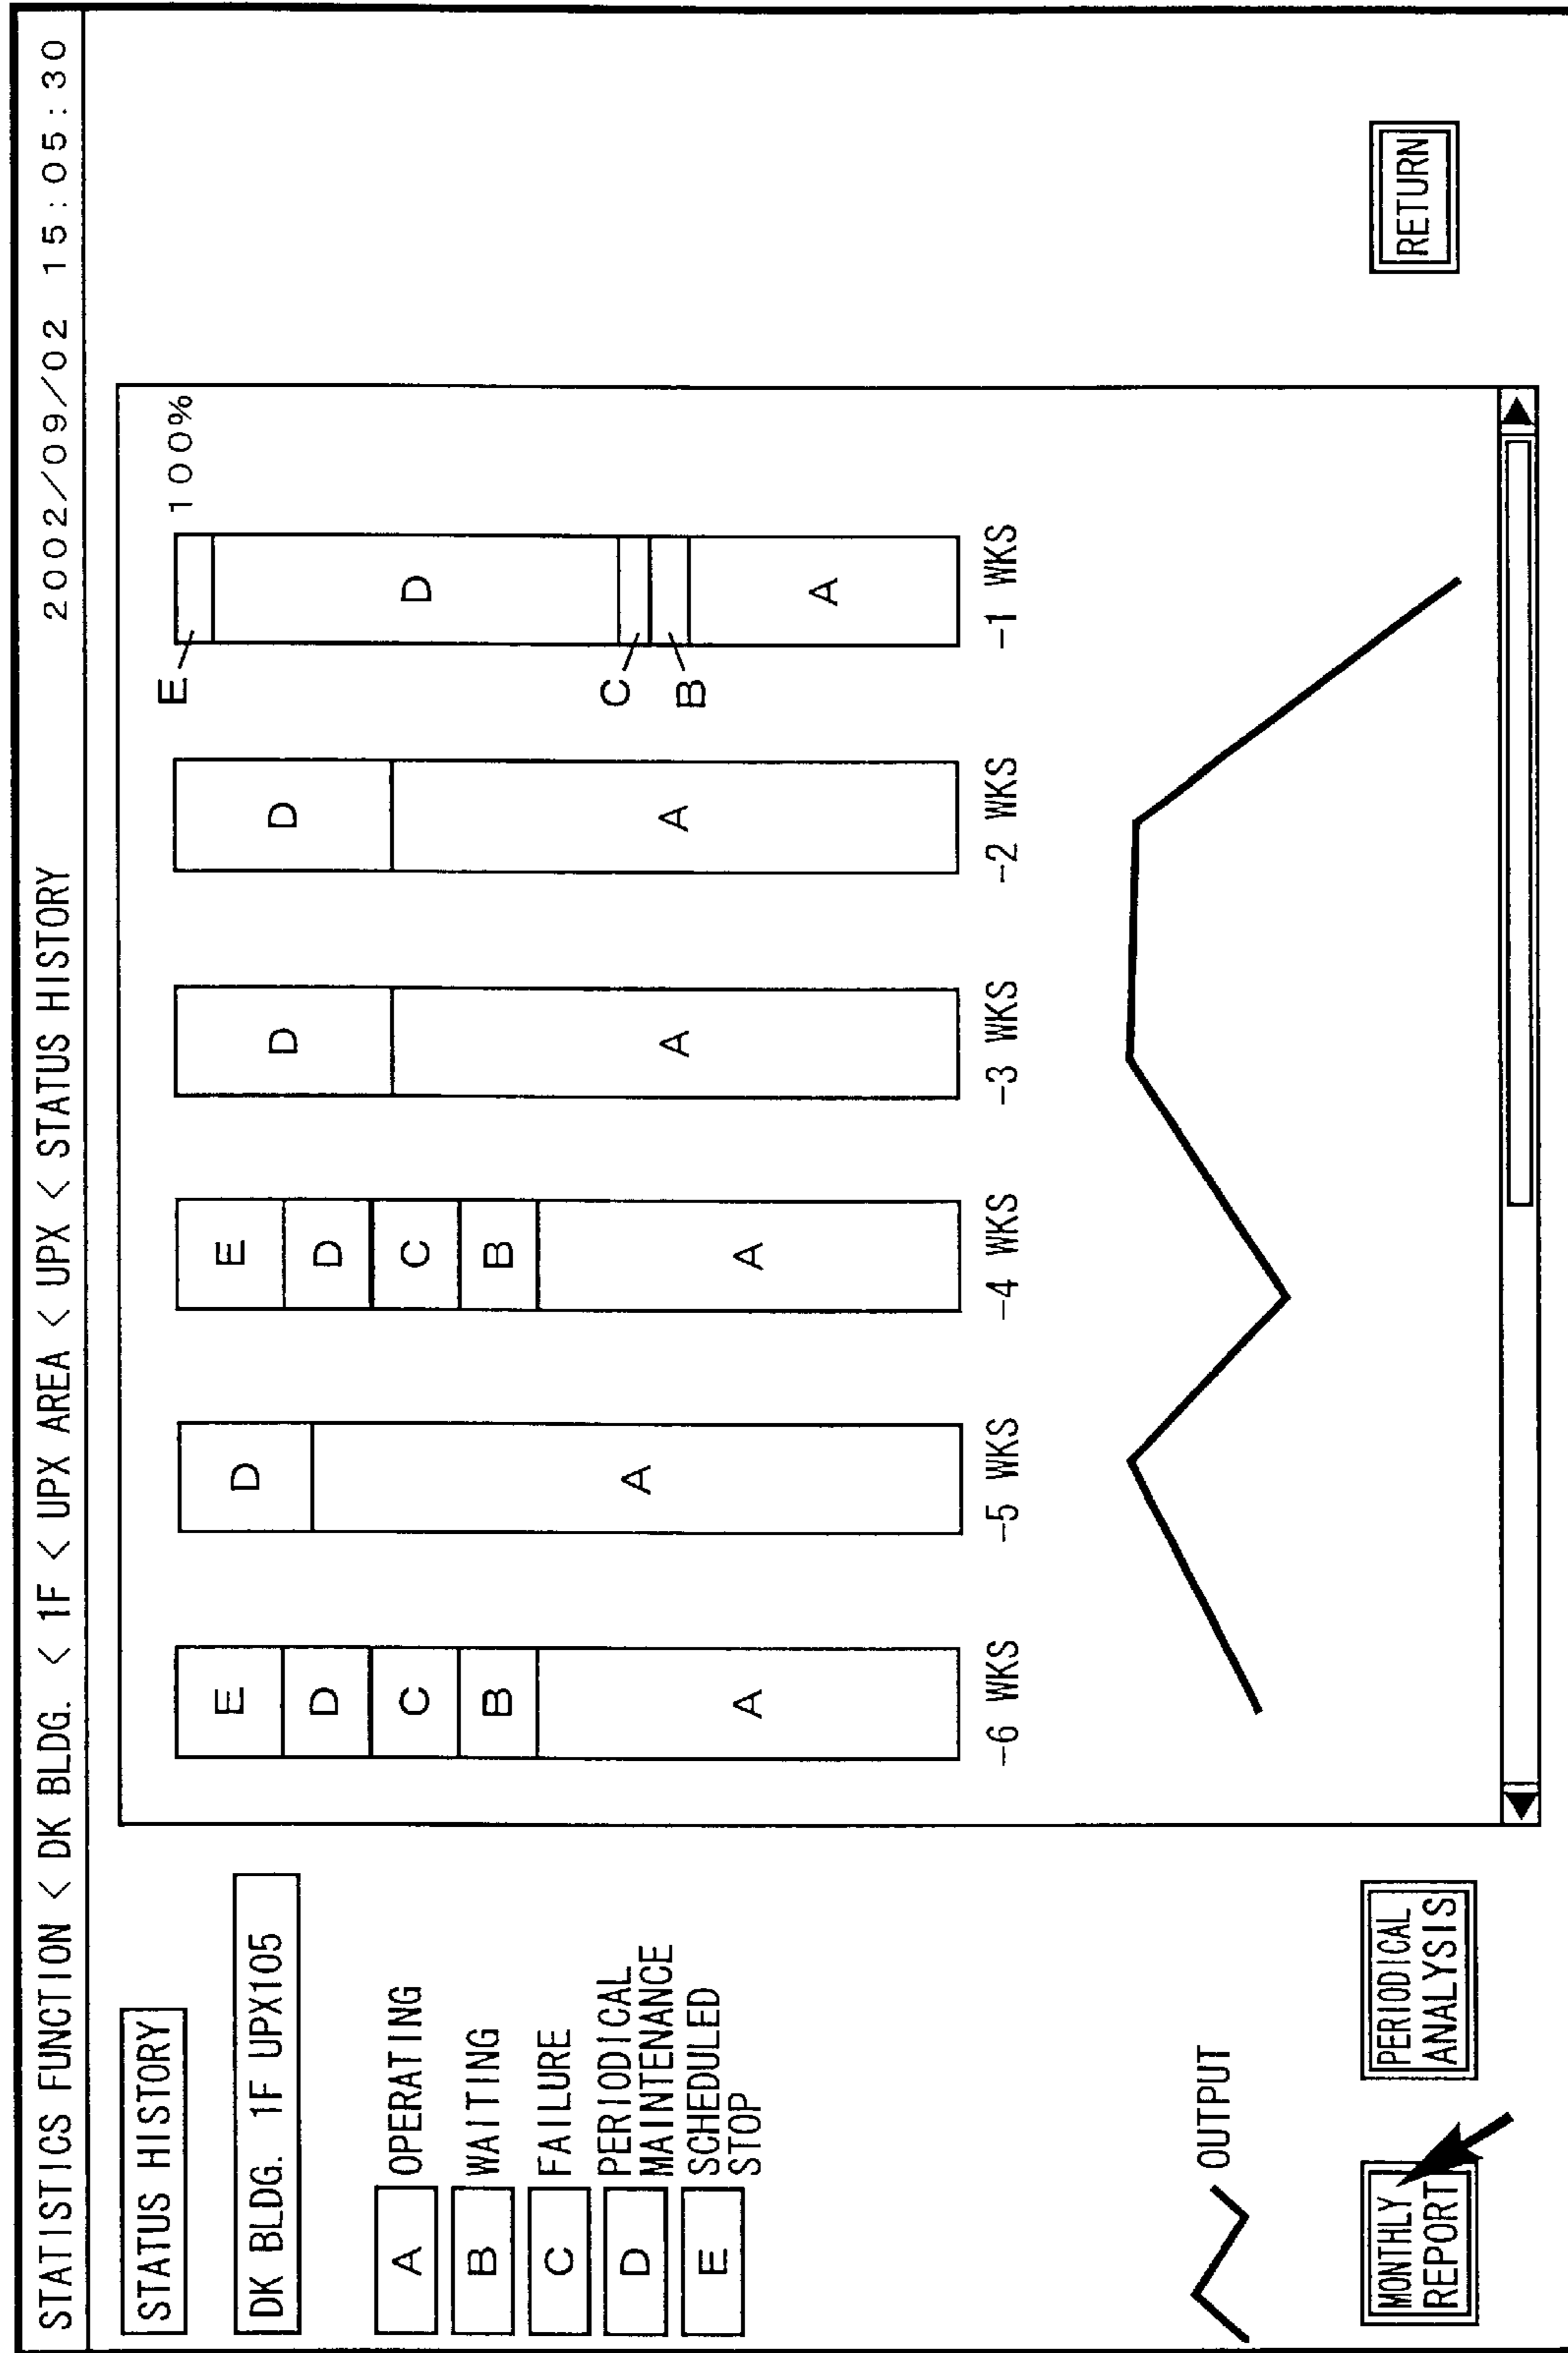 STATISTICS FUNCTION < DK BLDG. < 1F < UPX AREA < UPX < STATUS HISTORY 2002/09/02 15:05:30
STATUS HISTORY
DK BLDG. 1F UPX105
A OPERATING
B WAITING
C FAILURE
D PERIODICAL
MAINTENANCE
E SCHEDULED
STOP
OUTPUT
MONTHLY
REPORT
PERIODICAL
ANALYSIS
E
D
C
B
A
-6 WKS
D
A
-5 WKS
E
D
C
B
A
-4 WKS
D
A
-3 WKS
D
A
-2 WKS
100%
E
D
C
B
A
-1 WKS
RETURN